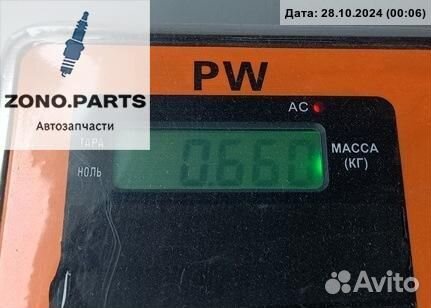 Дата: 28.10.2024 (00:06)
PW
ZONO.PARTS
Автозапчасти
AC
ТАРА
НОЛЬ
0.660
МАССА
(КГ)
Avito